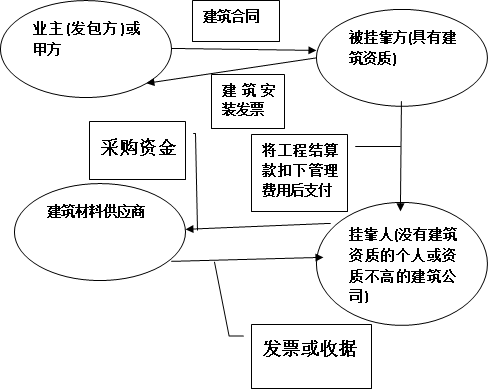 建筑合同
业主(发包方)或
甲方
被挂靠方(具有建
筑资质)
建筑安
装发票
采购资金
将工程结算
款扣下管理
费用后支付
建筑材料供应商
挂靠人(没有建筑
资质的个人或资
质不高的建筑公
司)
发票或收据